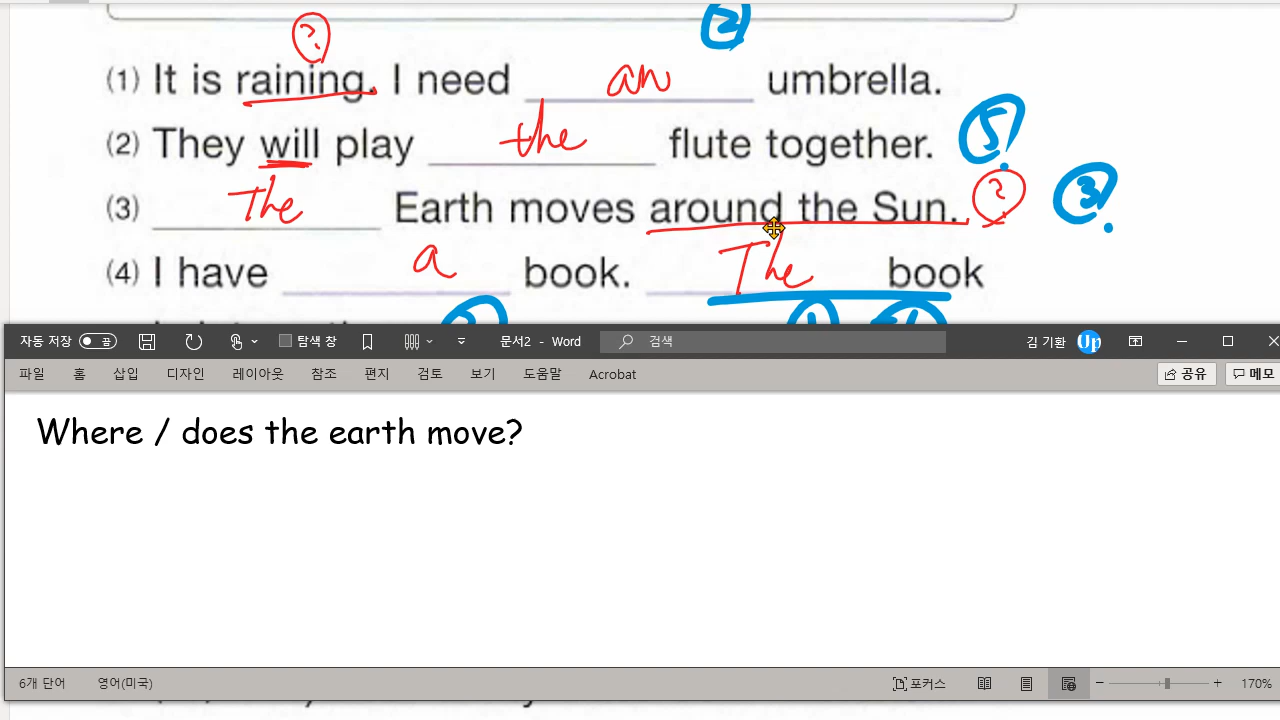 ?
②
(1) It is raining. I need an umbrella.
(2) They will play the flute together. ⑤!
(3) The Earth moves around the Sun. ? ③!
(4) I have a book. The book
자동 저장 끔 탐색 창 문서2 - Word 검색 김 기환 Up
파일 홈 삽입 디자인 레이아웃 참조 편지 검토 보기 도움말 Acrobat 공유 메모
Where / does the earth move?
6개 단어 영어(미국) 포커스 170%